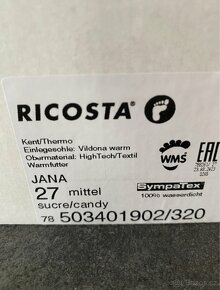 RICOSTA
Kent/Thermo
Einlegesohle: Vildona warm
Obermaterial: HighTech/Textil
Warmfutter
WMS
EAC
JANA
27 mittel
SympaTex
100% wasserdicht
sucre/candy
78 503401902/320